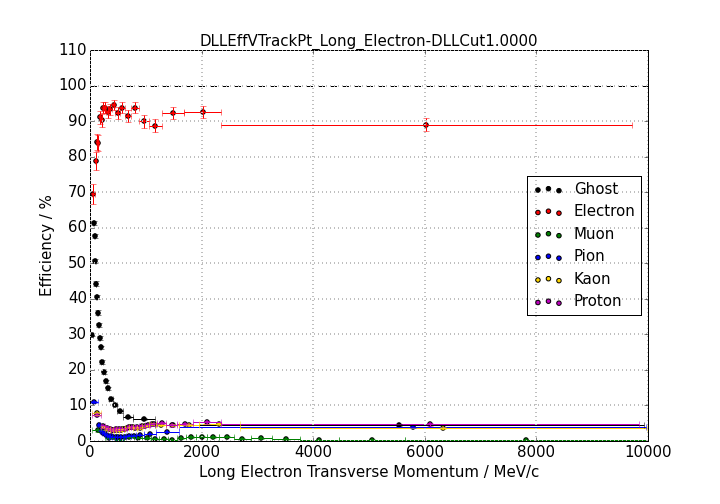 DLLEffVTrackPt_Long_Electron-DLLCut1.0000
110
100
90
80
70
60
50
40
30
20
10
0
Efficiency / %
Ghost
Electron
Muon
Pion
Kaon
Proton
0 2000 4000 6000 8000 10000
Long Electron Transverse Momentum / MeV/c